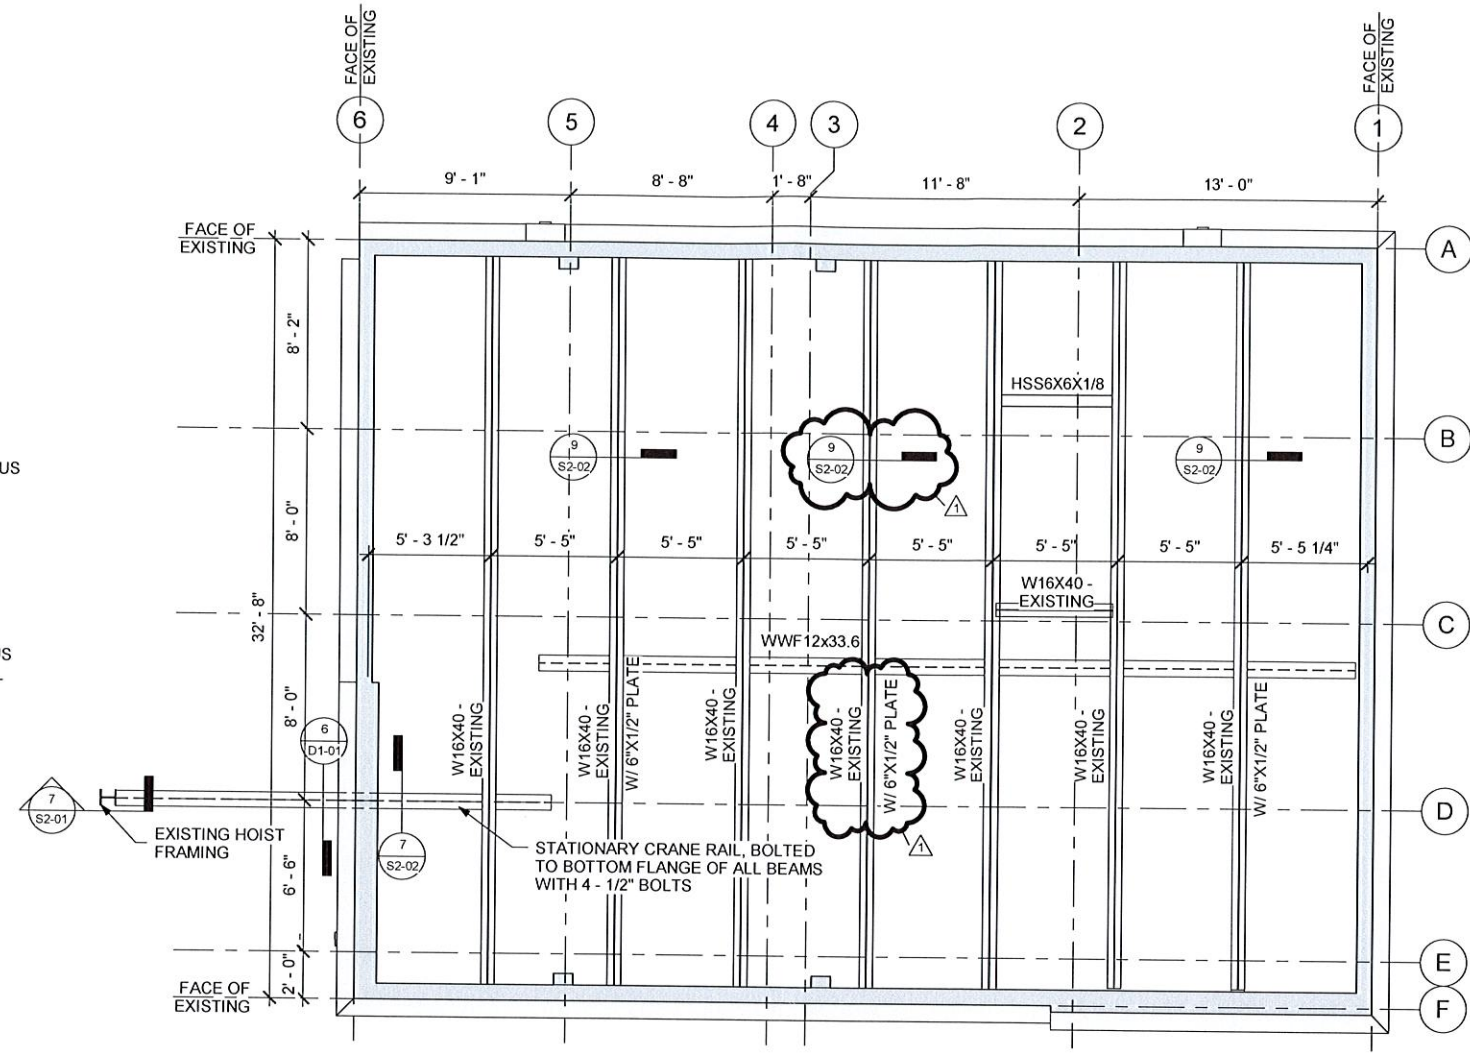 FACE OF
EXISTING
FACE OF
EXISTING
6
5
4
3
2
1
9' - 1"
8' - 8"
1' - 8"
11' - 8"
13' - 0"
FACE OF
EXISTING
A
8' - 2"
HSS6X6X1/8
B
9
S2-02
9
S2-02
9
S2-02
US
1
8' - 0"
5' - 3 1/2"
5' - 5"
5' - 5"
5' - 5"
5' - 5"
5' - 5"
5' - 5"
5' - 5 1/4"
W16X40 -
EXISTING
32' - 8"
C
WWF12x33.6
US
8' - 0"
W16X40 -
EXISTING
W16X40 -
EXISTING
W/ 6"X1/2" PLATE
W16X40 -
EXISTING
W16X40 -
EXISTING
W/ 6"X1/2" PLATE
W16X40 -
EXISTING
W16X40 -
EXISTING
W16X40 -
EXISTING
W/ 6"X1/2" PLATE
6
D1-01
7
S2-01
D
EXISTING HOIST
FRAMING
7
S2-02
STATIONARY CRANE RAIL, BOLTED
TO BOTTOM FLANGE OF ALL BEAMS
WITH 4 - 1/2" BOLTS
1
6' - 6"
E
2' - 0"
FACE OF
EXISTING
F